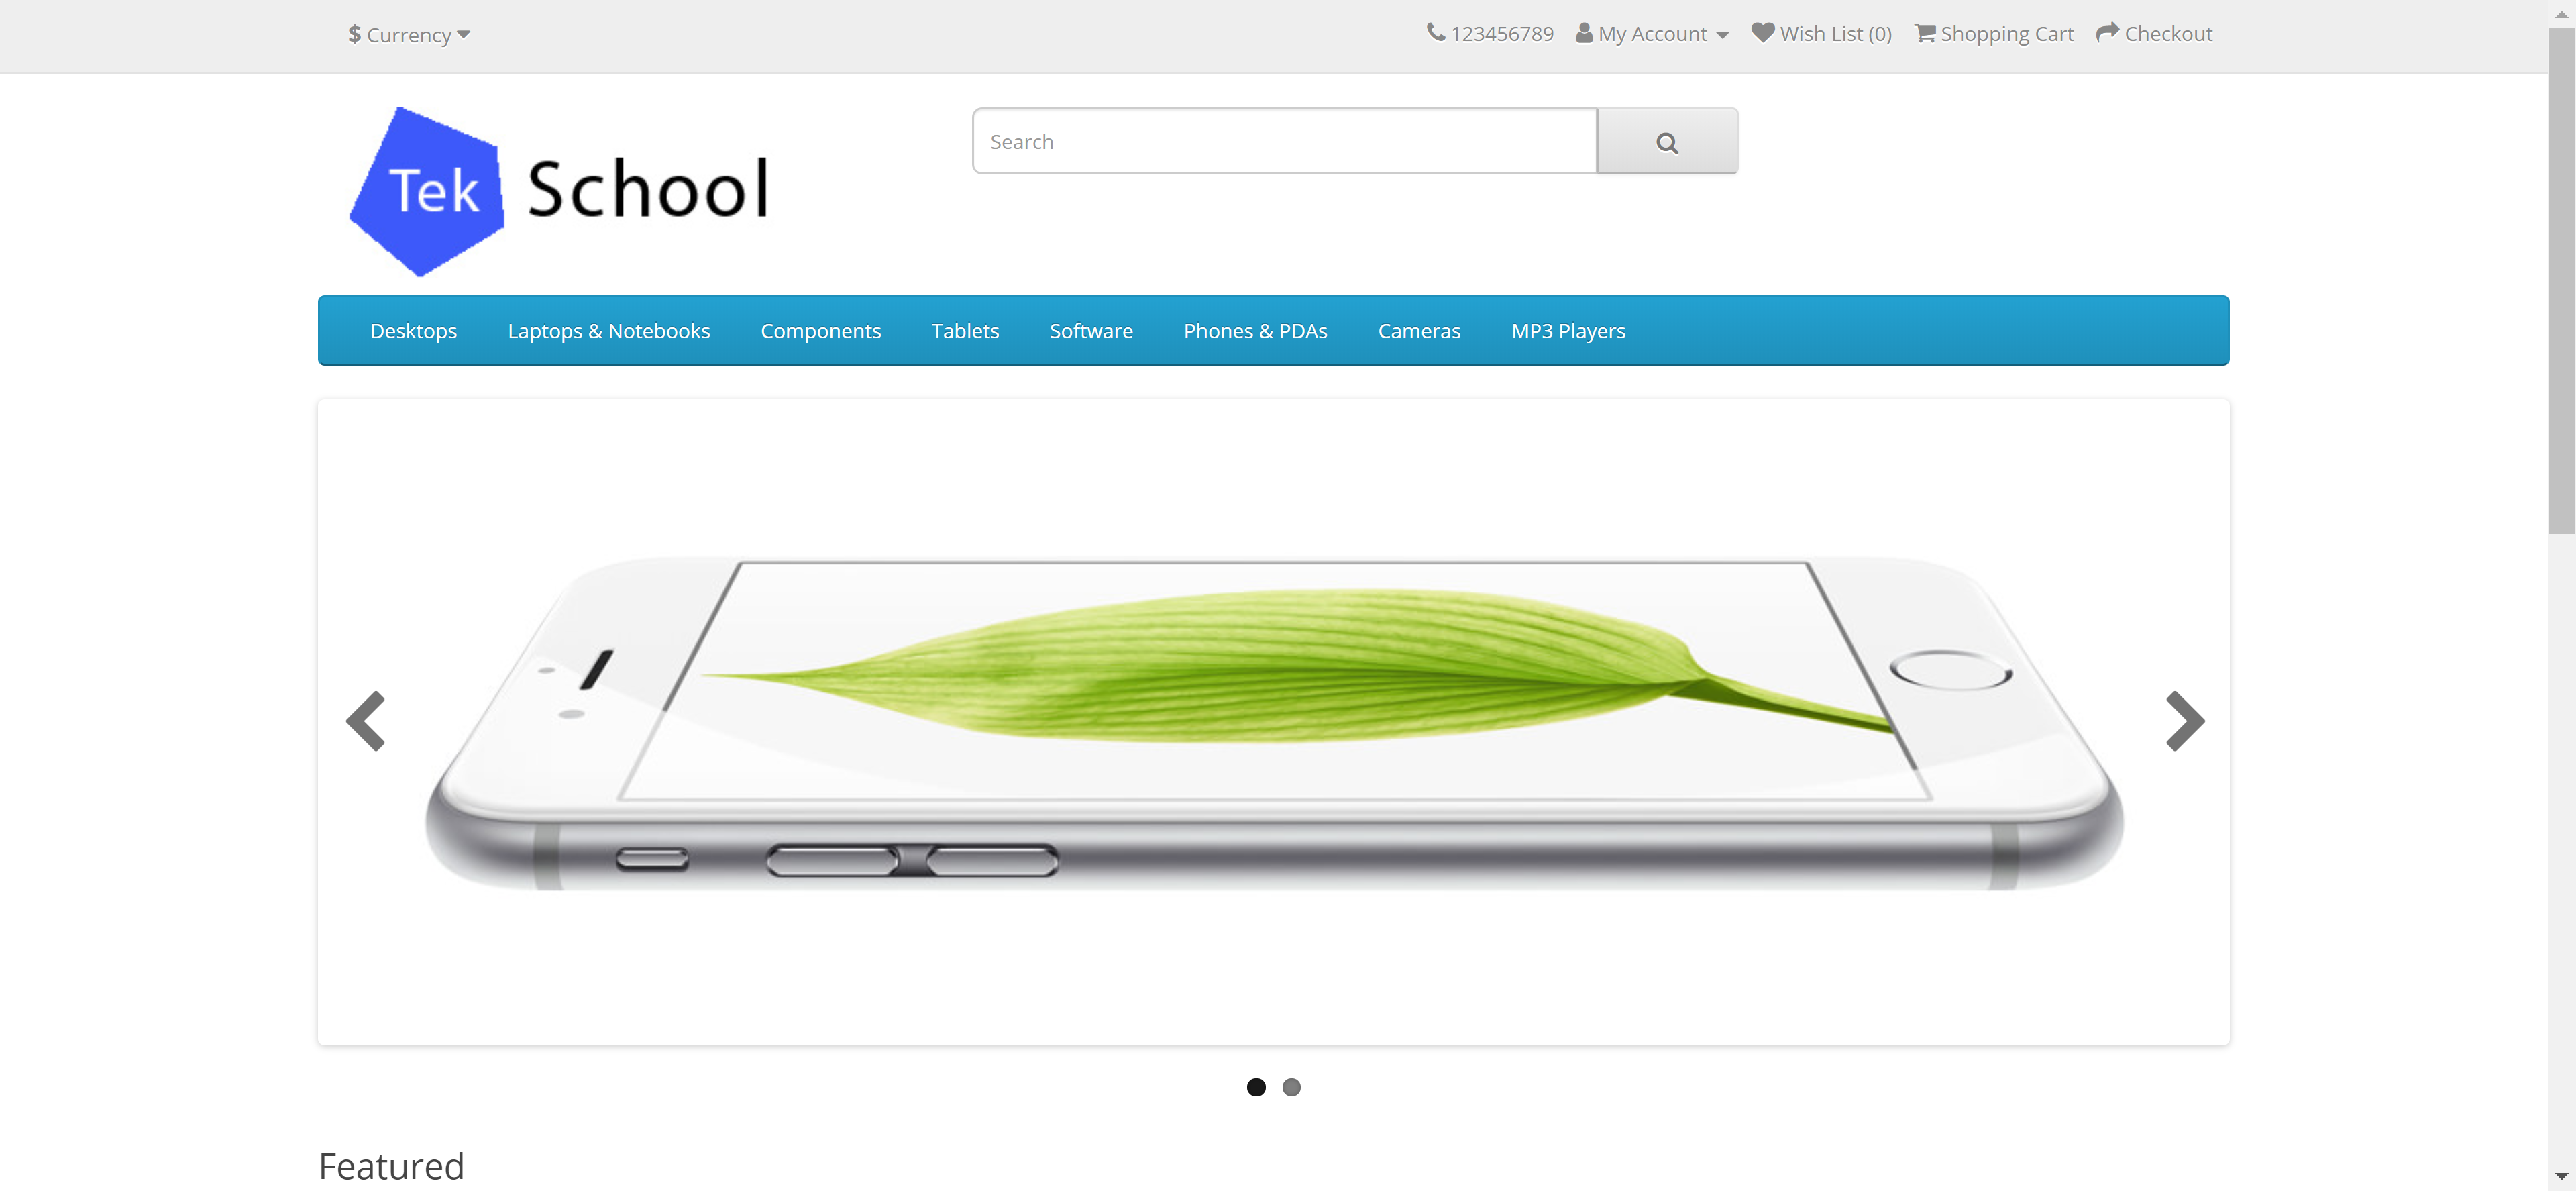 $ Currency
123456789 My Account Wish List (0) Shopping Cart Checkout
Tek School
Search
Desktops Laptops & Notebooks Components Tablets Software Phones & PDAs Cameras MP3 Players
Featured